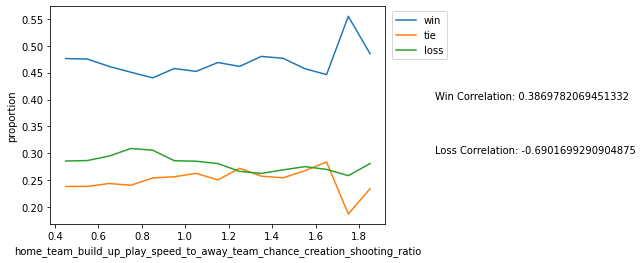 0.55
0.50
0.45
0.40
0.35
0.30
0.25
0.20
proportion
0.4 0.6 0.8 1.0 1.2 1.4 1.6 1.8
home_team_build_up_play_speed_to_away_team_chance_creation_shooting_ratio
win
tie
loss
Win Correlation: 0.3869782069451332
Loss Correlation: -0.6901699290904875